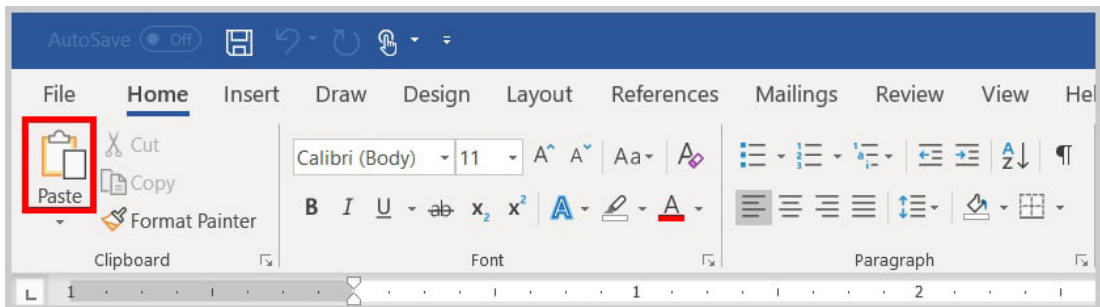 AutoSave Off
File Home Insert Draw Design Layout References Mailings Review View Hel
Cut
Calibri (Body) 11 Aa
Copy
Paste
Format Painter
B I U ab x₂ x² A A
Clipboard Font Paragraph
L 1 1 2